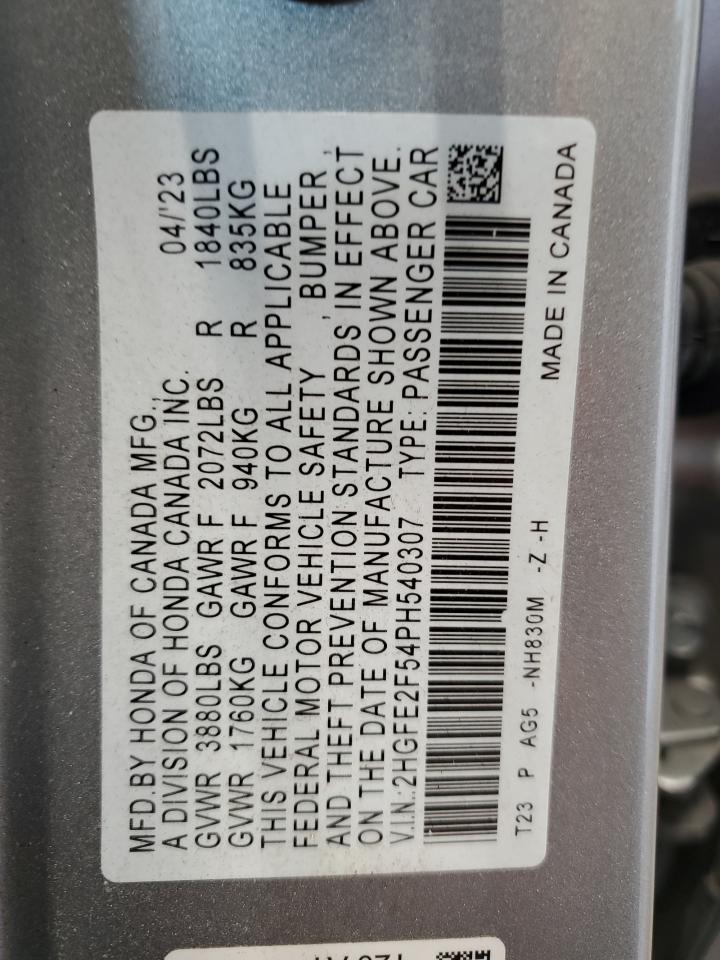 MFD.BY HONDA OF CANADA MFG., 04/'23
A DIVISION OF HONDA CANADA INC.
GVWR 3880LBS GAWR F 2072LBS R 1840LBS
GVWR 1760KG GAWR F 940KG R 835KG
THIS VEHICLE CONFORMS TO ALL APPLICABLE
FEDERAL MOTOR VEHICLE SAFETY , BUMPER ,
AND THEFT PREVENTION STANDARDS IN EFFECT
ON THE DATE OF MANUFACTURE SHOWN ABOVE.
V.I.N.:2HGFE2F54PH540307 TYPE: PASSENGER CAR
T23 P AG5 -NH830M -Z -H
MADE IN CANADA